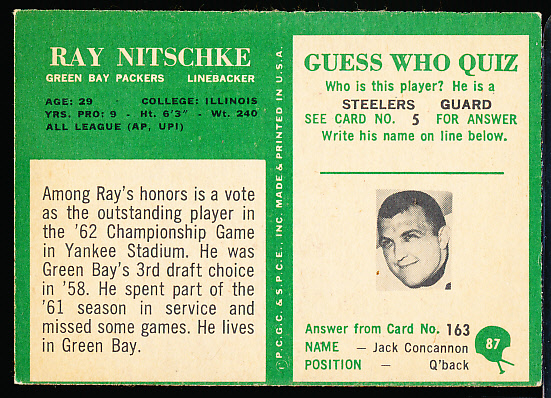 RAY NITSCHKE
GREEN BAY PACKERS LINEBACKER
AGE: 29 · COLLEGE: ILLINOIS
YRS. PRO: 9 - Ht. 6'3" - Wt. 240
ALL LEAGUE (AP, UPI)
Among Ray's honors is a vote
as the outstanding player in
the '62 Championship Game
in Yankee Stadium. He was
Green Bay's 3rd draft choice
in '58. He spent part of the
'61 season in service and
missed some games. He lives
in Green Bay.
©P.C.G.C. & S.P.C.E., INC. MADE & PRINTED IN U.S.A.
GUESS WHO QUIZ
Who is this player? He is a
STEELERS GUARD
SEE CARD NO. 5 FOR ANSWER
Write his name on line below.
Answer from Card No. 163
NAME — Jack Concannon
POSITION — Q'back
87